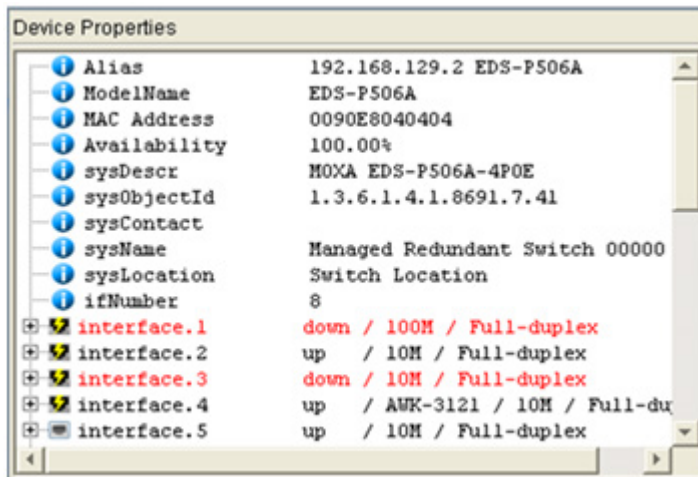 Device Properties
Alias 192.168.129.2 EDS-P506A
ModelName EDS-P506A
MAC Address 0090E8040404
Availability 100.00%
sysDescr MOXA EDS-P506A-4POE
sysObjectId 1.3.6.1.4.1.8691.7.41
sysContact
sysName Managed Redundant Switch 00000
sysLocation Switch Location
ifNumber 8
interface.1 down / 100M / Full-duplex
interface.2 up / 10M / Full-duplex
interface.3 down / 10M / Full-duplex
interface.4 up / AWK-3121 / 10M / Full-du
interface.5 up / 10M / Full-duplex